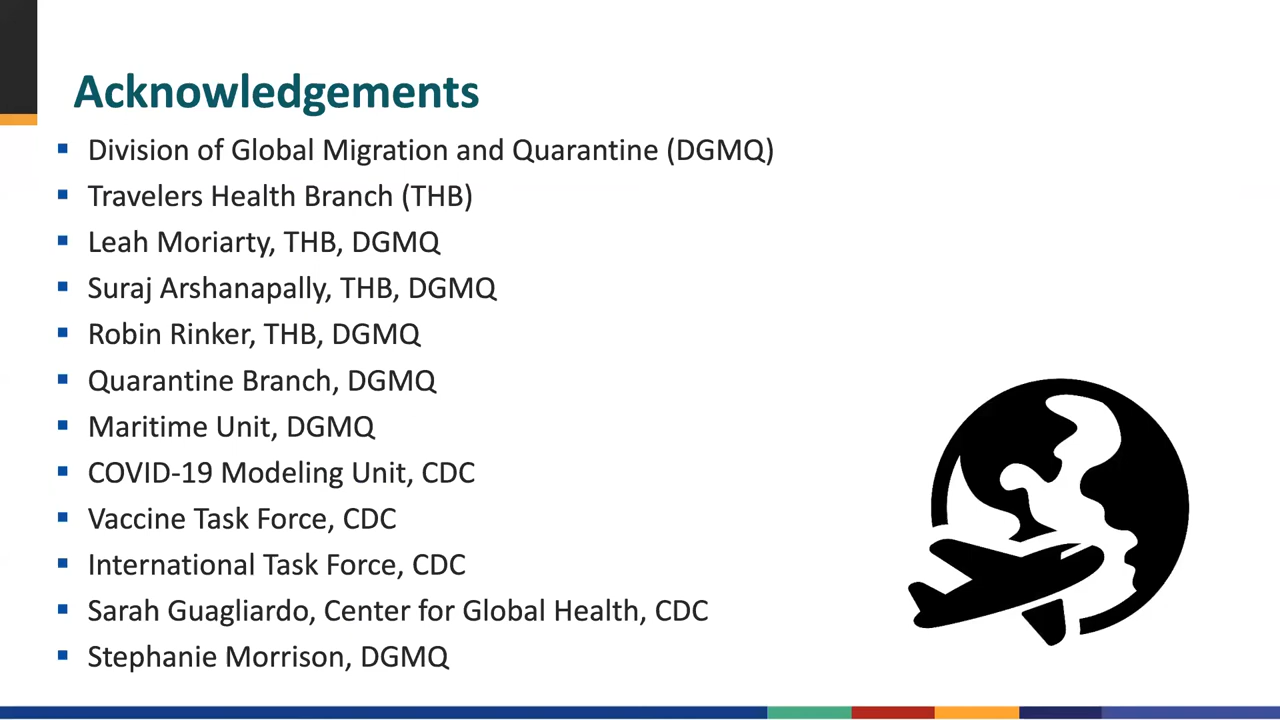 Acknowledgements
Division of Global Migration and Quarantine (DGMQ)
Travelers Health Branch (THB)
Leah Moriarty, THB, DGMQ
Suraj Arshanapally, THB, DGMQ
Robin Rinker, THB, DGMQ
Quarantine Branch, DGMQ
Maritime Unit, DGMQ
COVID-19 Modeling Unit, CDC
Vaccine Task Force, CDC
International Task Force, CDC
Sarah Guagliardo, Center for Global Health, CDC
Stephanie Morrison, DGMQ